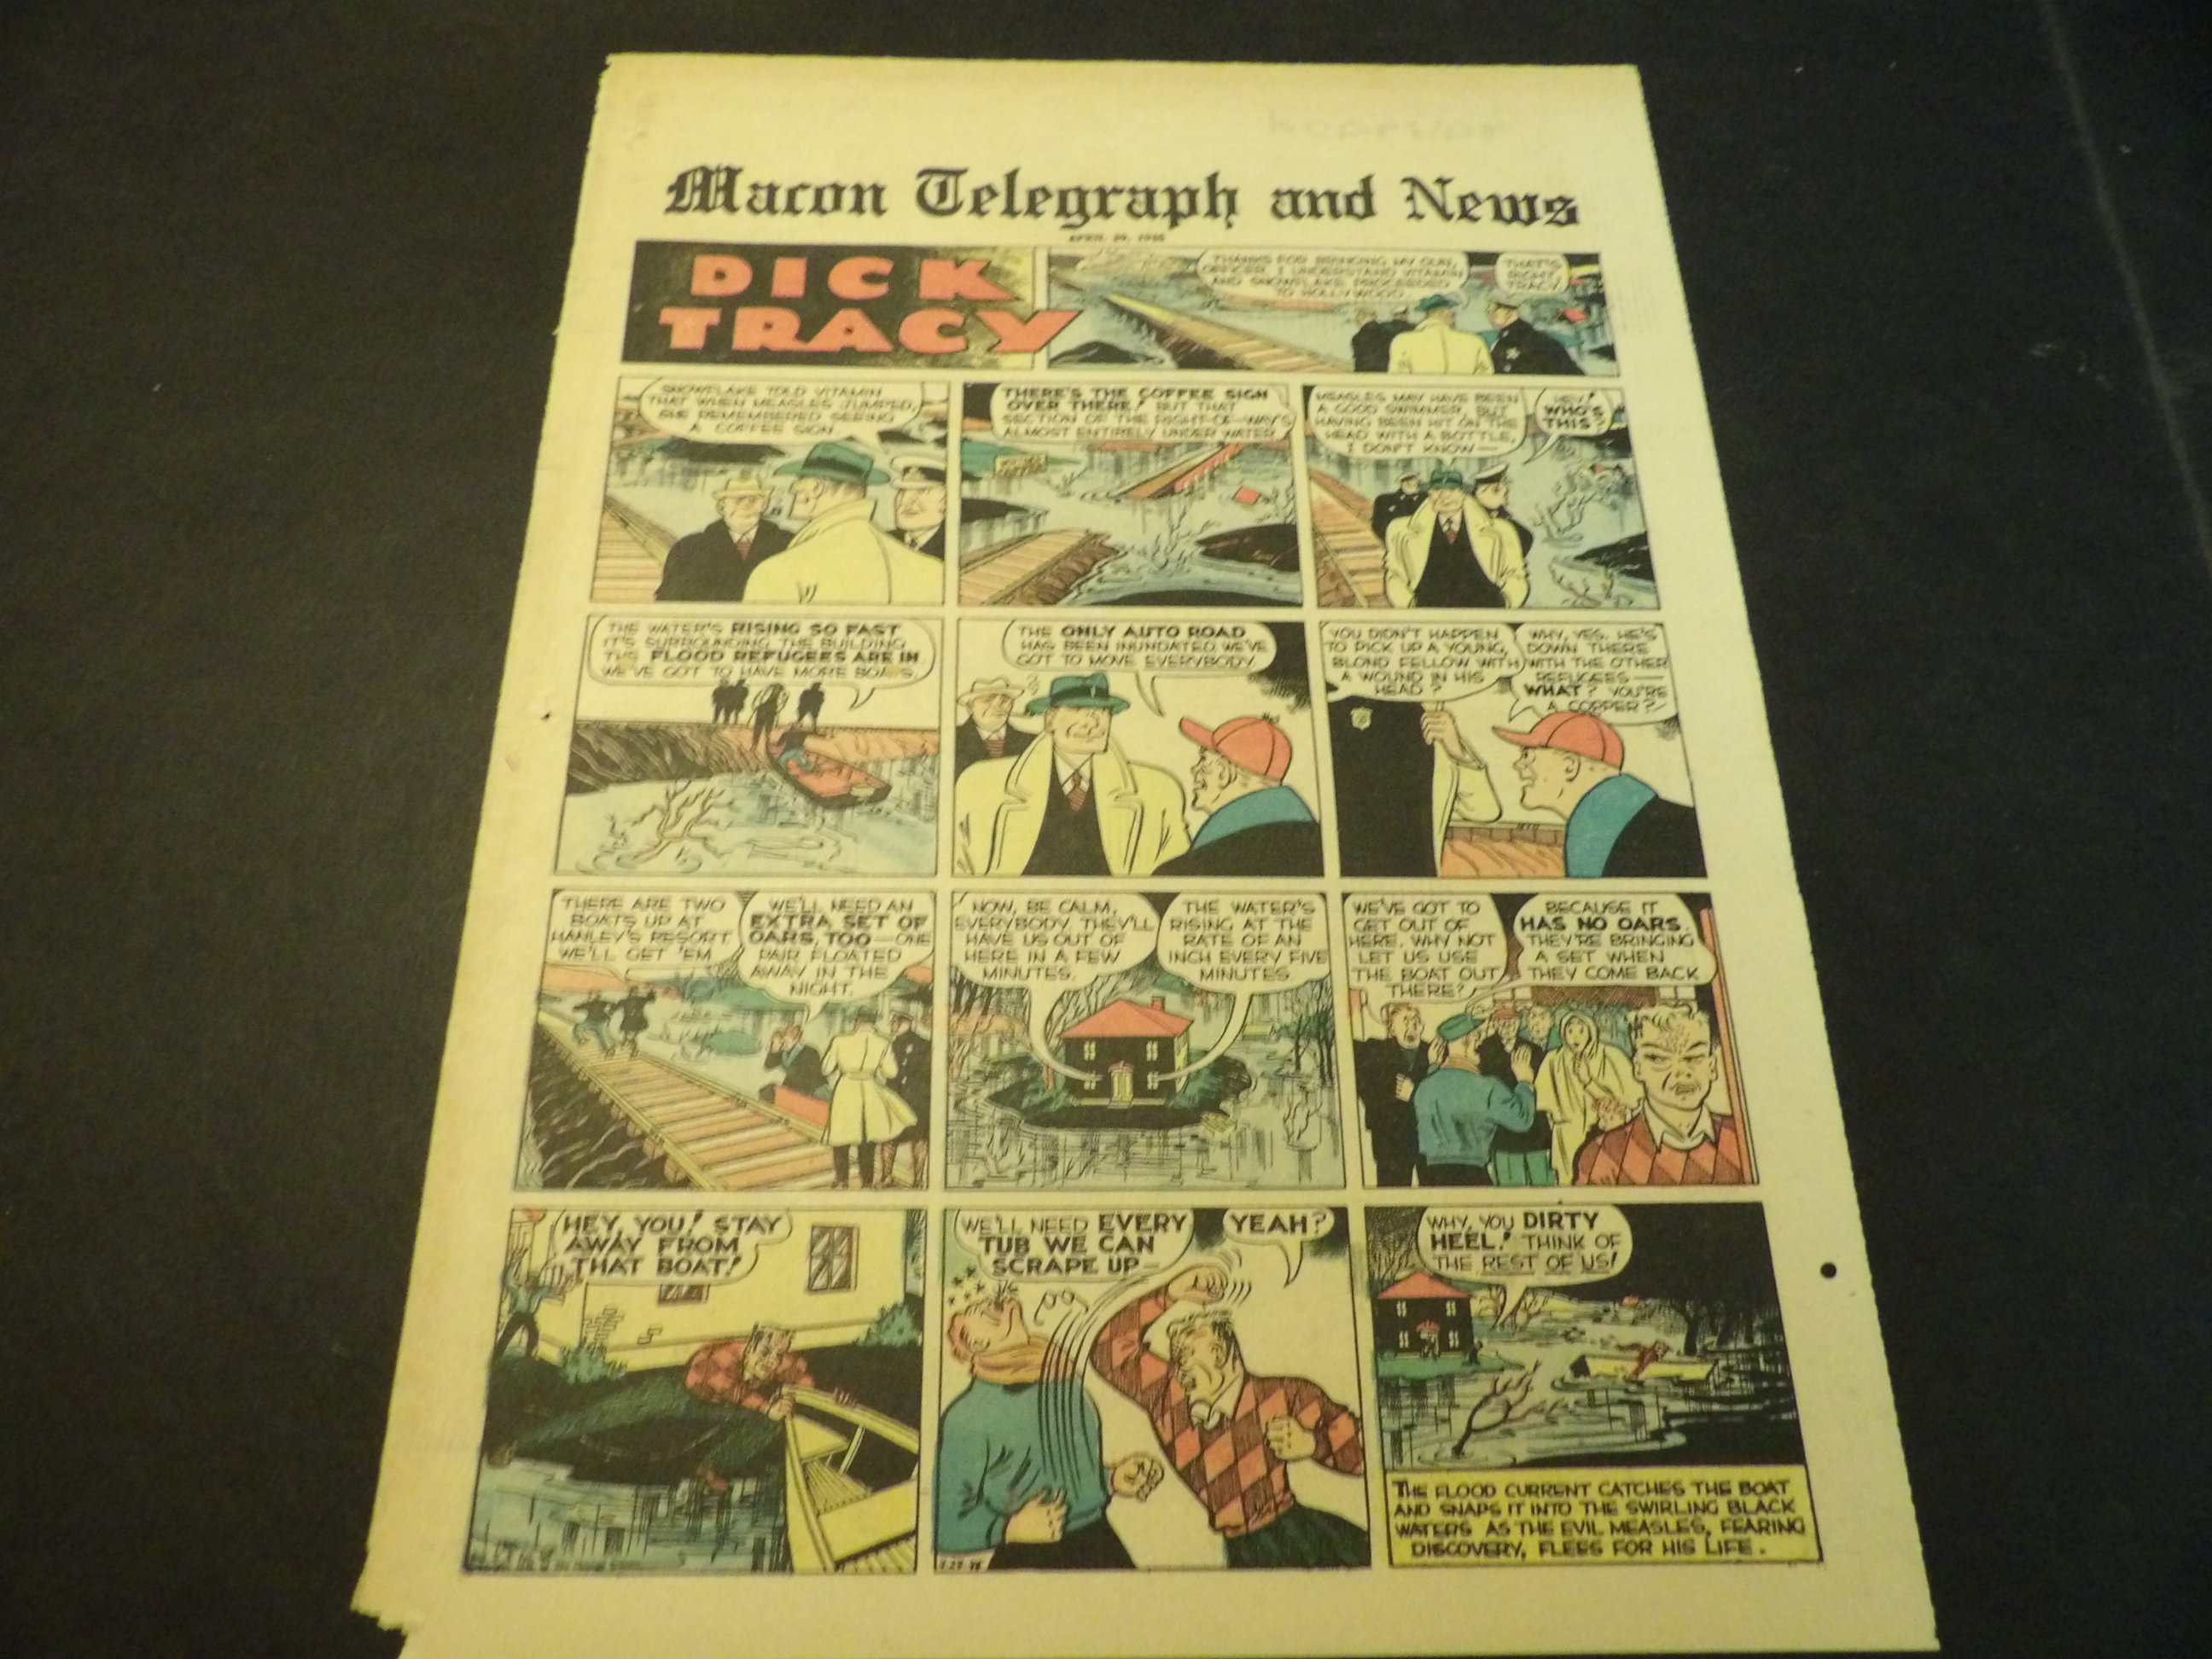 Macon Telegraph and News
APRIL 29, 1945
DICK
TRACY
THANKS FOR BRINGING MY GUN,
OFFICER. I UNDERSTAND VITAMIN
AND SNOWFLAKE PROCEEDED
TO HOLLYWOOD.
THAT'S
RIGHT,
TRACY.
SNOWFLAKE TOLD VITAMIN
THAT WHEN MEASLES JUMPED,
SHE REMEMBERED SEEING
A COFFEE SIGN.
THERE'S THE COFFEE SIGN
OVER THERE! BUT THAT
SECTION OF THE RIGHT-OF-WAY'S
ALMOST ENTIRELY UNDER WATER.
MEASLES MAY HAVE BEEN
A GOOD SWIMMER, BUT
HAVING BEEN HIT ON THE
HEAD WITH A BOTTLE,
I DON'T KNOW—
HEY!
WHO'S
THIS?
THE WATER'S RISING SO FAST
IT'S SURROUNDING THE BUILDING
THE FLOOD REFUGEES ARE IN.
WE'VE GOT TO HAVE MORE BOATS.
THE ONLY AUTO ROAD
HAS BEEN INUNDATED. WE'VE
GOT TO MOVE EVERYBODY.
YOU DIDN'T HAPPEN
TO PICK UP A YOUNG,
BLOND FELLOW WITH
A WOUND IN HIS
HEAD?
WHY, YES. HE'S
DOWN THERE
WITH THE OTHER
REFUGEES—
WHAT? YOU'RE
A COPPER?
THERE ARE TWO
BOATS UP AT
HANLEY'S RESORT
WE'LL GET 'EM
WE'LL NEED AN
EXTRA SET OF
OARS, TOO—ONE
PAIR FLOATED
AWAY IN THE
NIGHT.
NOW, BE CALM,
EVERYBODY. THEY'LL
HAVE US OUT OF
HERE IN A FEW
MINUTES.
THE WATER'S
RISING AT THE
RATE OF AN
INCH EVERY FIVE
MINUTES
WE'VE GOT TO
GET OUT OF
HERE. WHY NOT
LET US USE
THE BOAT OUT
THERE?
BECAUSE IT
HAS NO OARS.
THEY'RE BRINGING
A SET WHEN
THEY COME BACK
HEY, YOU! STAY
AWAY FROM
THAT BOAT!
WE'LL NEED EVERY
TUB WE CAN
SCRAPE UP—
YEAH?
WHY, YOU DIRTY
HEEL! THINK OF
THE REST OF US!
THE FLOOD CURRENT CATCHES THE BOAT
AND SNAPS IT INTO THE SWIRLING BLACK
WATERS AS THE EVIL MEASLES, FEARING
DISCOVERY, FLEES FOR HIS LIFE.